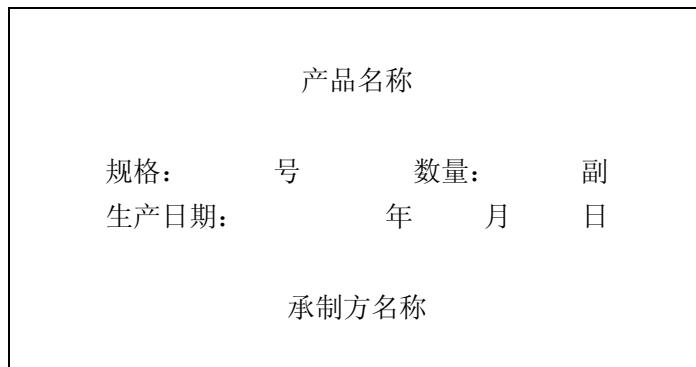 产品名称
规格： 号 数量： 副
生产日期： 年 月 日
承制方名称